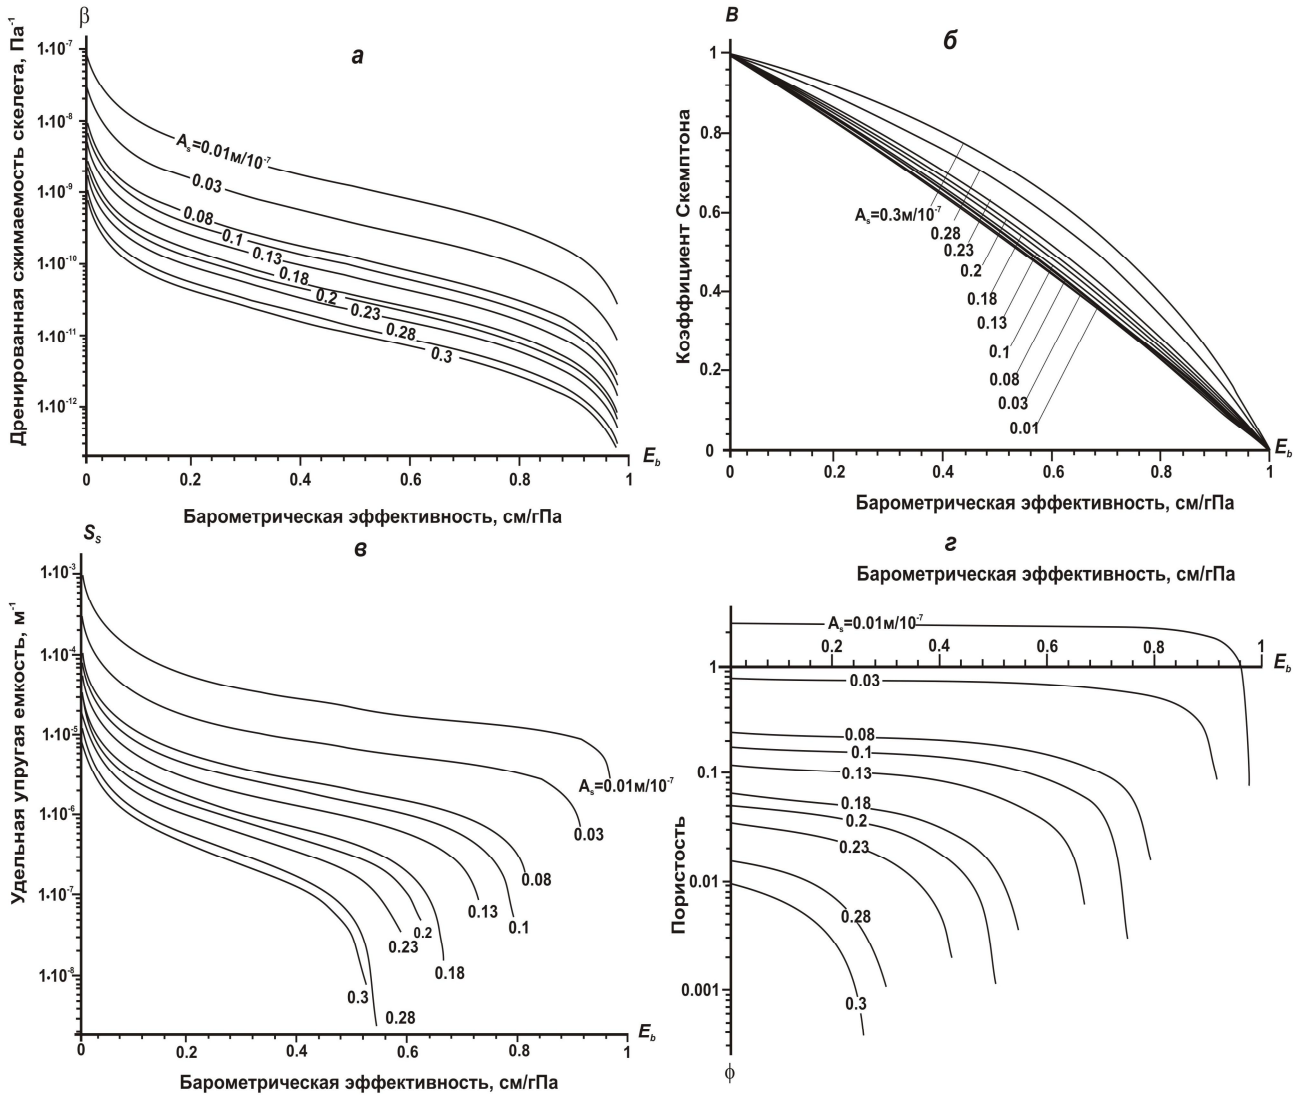 β
а
Дренированная сжимаемость скелета, Па⁻¹
1·10⁻⁷
1·10⁻⁸
1·10⁻⁹
1·10⁻¹⁰
1·10⁻¹¹
1·10⁻¹²
Aₛ=0.01м/10⁻⁷
0.03
0.08
0.1
0.13
0.18
0.2
0.23
0.28
0.3
0 0.2 0.4 0.6 0.8 1
E_b
Барометрическая эффективность, см/гПа
B
б
Коэффициент Скемптона
1
0.8
0.6
0.4
0.2
0
Aₛ=0.3м/10⁻⁷
0.28
0.23
0.2
0.18
0.13
0.1
0.08
0.03
0.01
0 0.2 0.4 0.6 0.8 1
E_b
Барометрическая эффективность, см/гПа
Sₛ
в
Удельная упругая емкость, м⁻¹
1·10⁻³
1·10⁻⁴
1·10⁻⁵
1·10⁻⁶
1·10⁻⁷
1·10⁻⁸
Aₛ=0.01м/10⁻⁷
0.03
0.08
0.13
0.1
0.2
0.23
0.18
0.3
0.28
0 0.2 0.4 0.6 0.8 1
E_b
Барометрическая эффективность, см/гПа
г
Барометрическая эффективность, см/гПа
Aₛ=0.01м/10⁻⁷
0.2 0.4 0.6 0.8 1
E_b
Пористость
1
0.1
0.01
0.001
0.03
0.08
0.1
0.13
0.18
0.2
0.23
0.28
0.3
ϕ